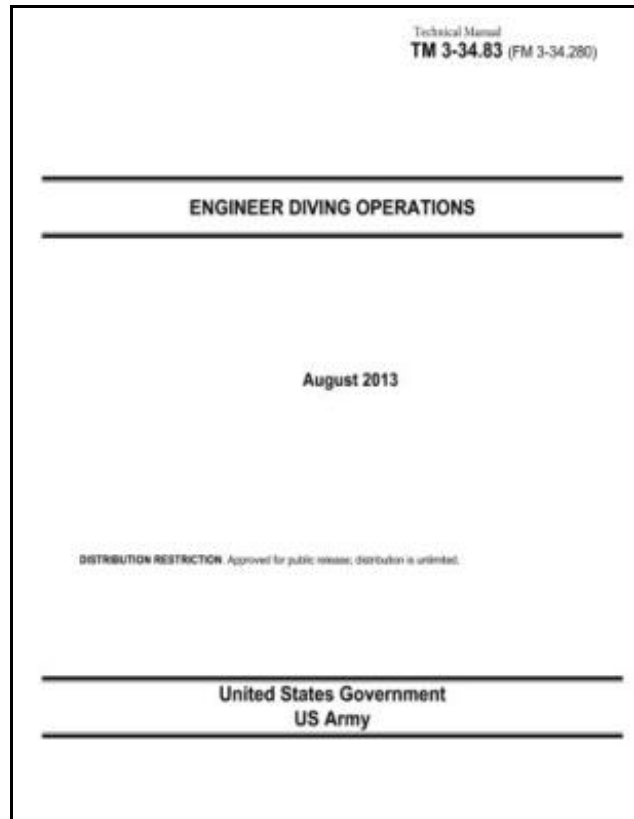 Technical Manual
TM 3-34.83 (FM 3-34.280)
ENGINEER DIVING OPERATIONS
August 2013
DISTRIBUTION RESTRICTION. Approved for public release; distribution is unlimited.
United States Government
US Army